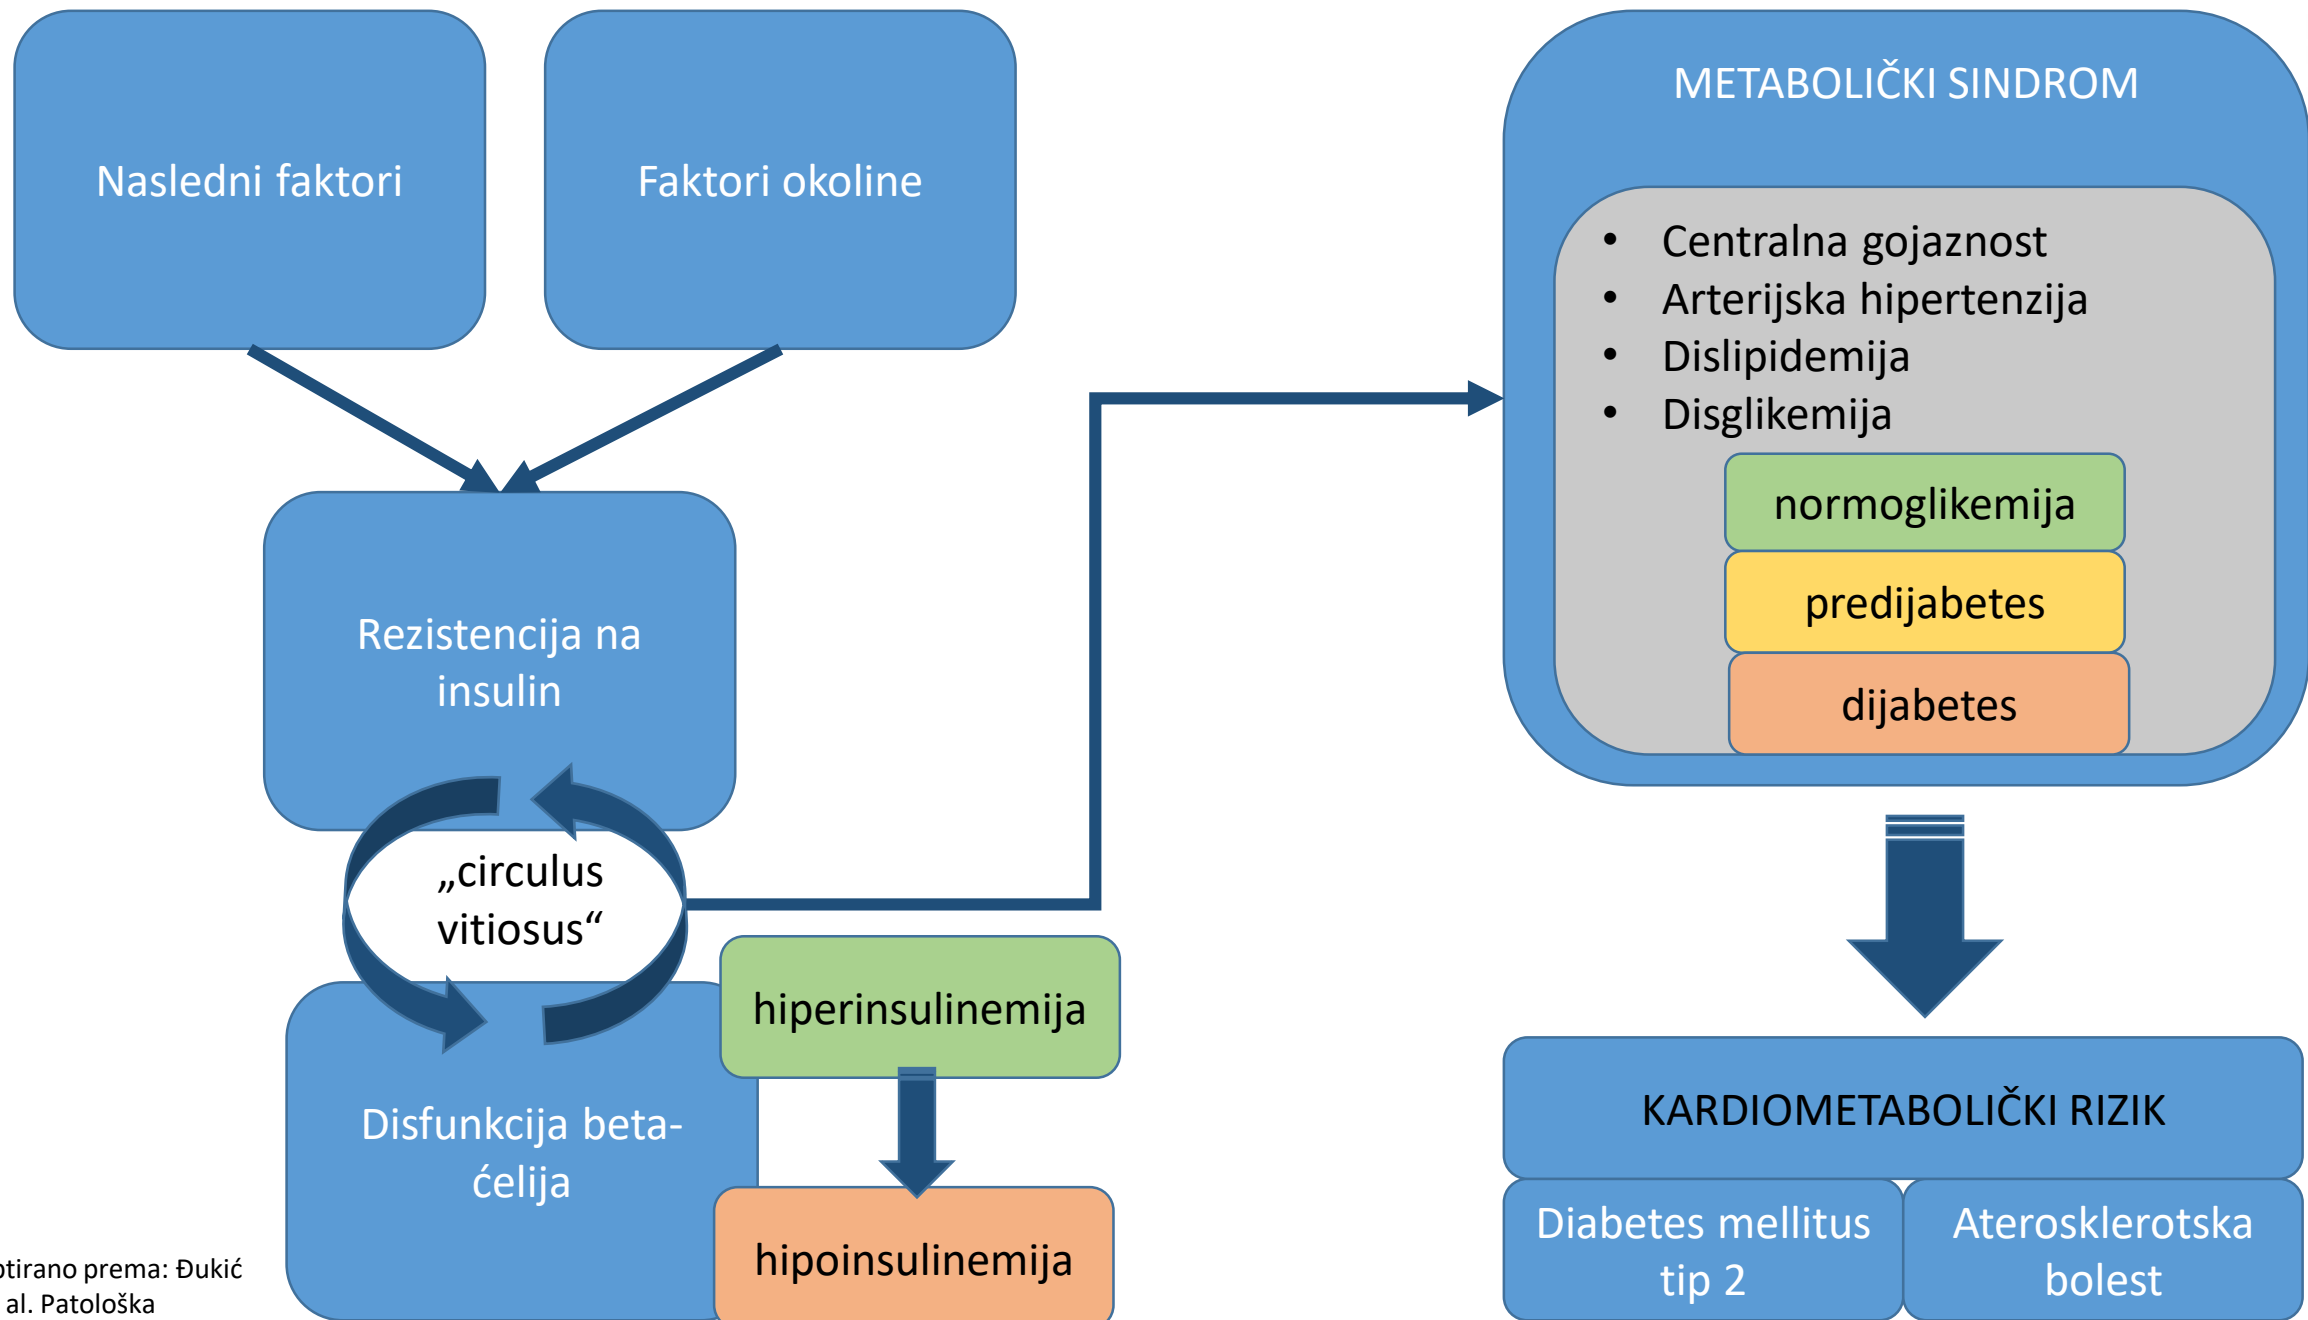 Nasledni faktori
Faktori okoline
Rezistencija na
insulin
„circulus
vitiosus“
Disfunkcija beta-
ćelija
hiperinsulinemija
hipoinsulinemija
METABOLIČKI SINDROM
• Centralna gojaznost
• Arterijska hipertenzija
• Dislipidemija
• Disglikemija
normoglikemija
predijabetes
dijabetes
KARDIOMETABOLIČKI RIZIK
Diabetes mellitus
tip 2
Aterosklerotska
bolest
prema: Đukić
al. Patološka